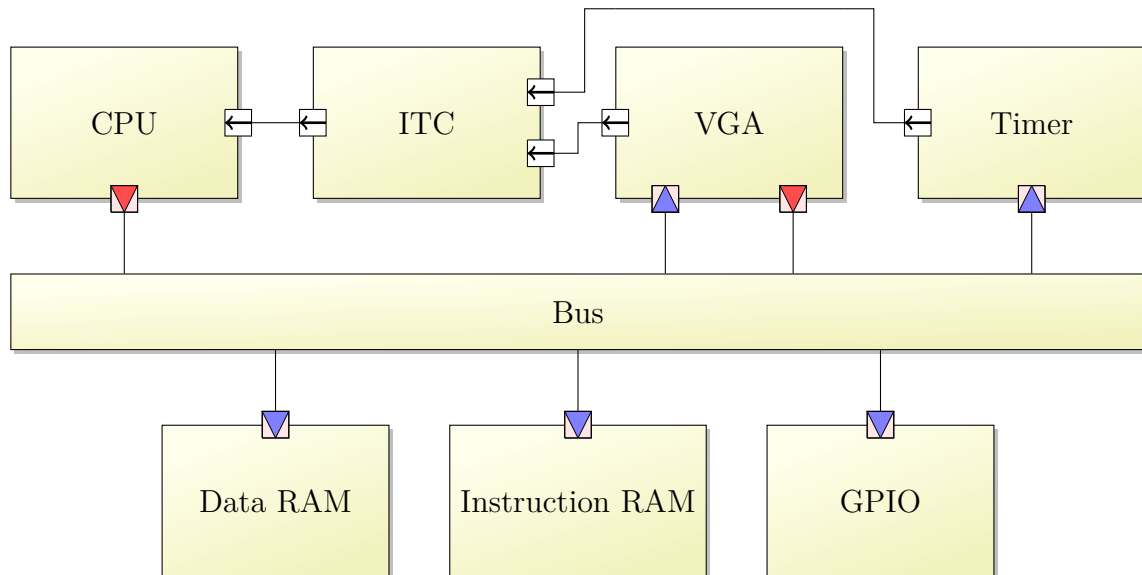 CPU
ITC
VGA
Timer
Bus
Data RAM
Instruction RAM
GPIO